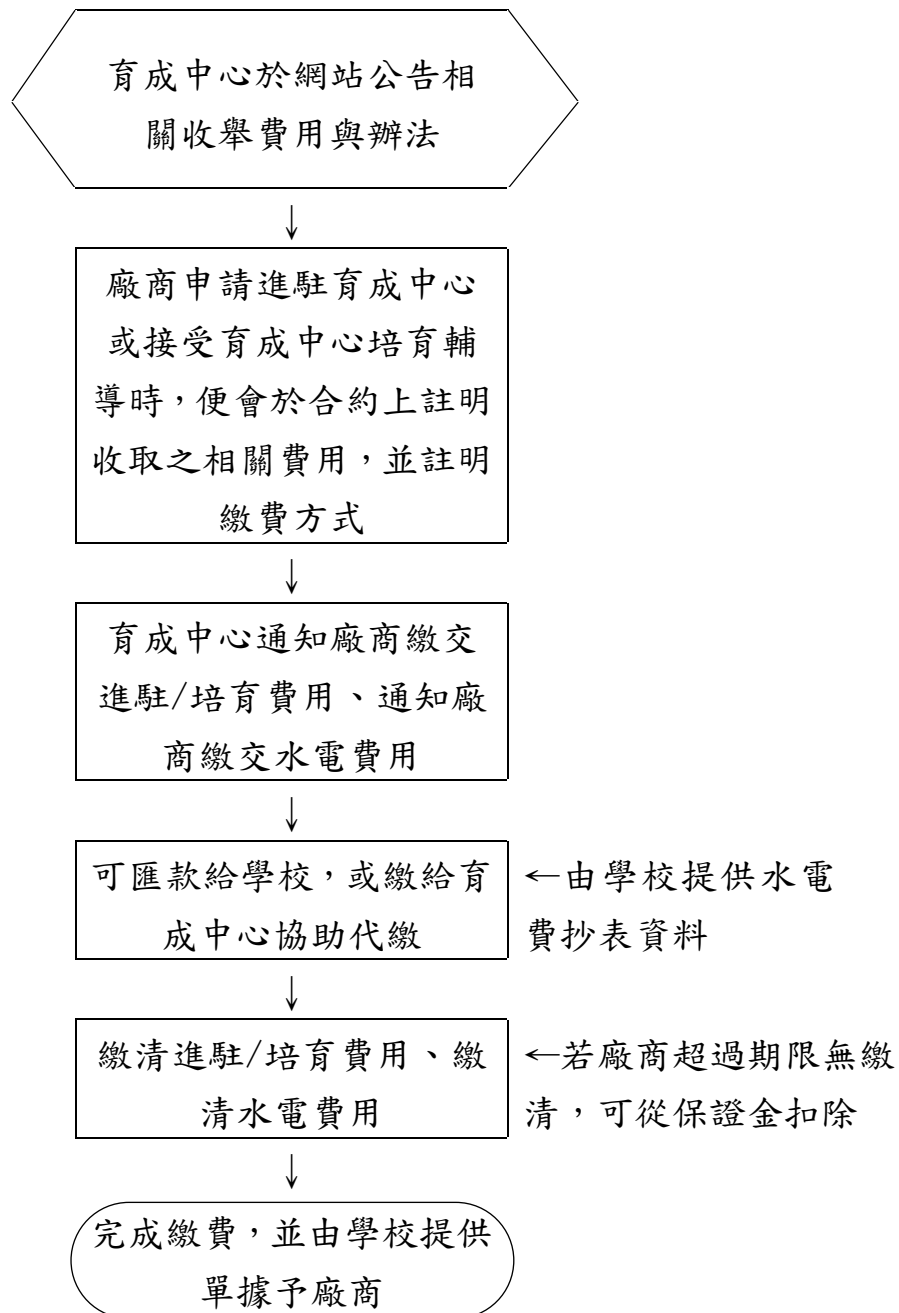 育成中心於網站公告相
關收舉費用與辦法
↓
廠商申請進駐育成中心
或接受育成中心培育輔
導時，便會於合約上註明
收取之相關費用，並註明
繳費方式
↓
育成中心通知廠商繳交
進駐/培育費用、通知廠
商繳交水電費用
↓
可匯款給學校，或繳給育
成中心協助代繳
←由學校提供水電
費抄表資料
↓
繳清進駐/培育費用、繳
清水電費用
←若廠商超過期限無繳
清，可從保證金扣除
↓
完成繳費，並由學校提供
單據予廠商